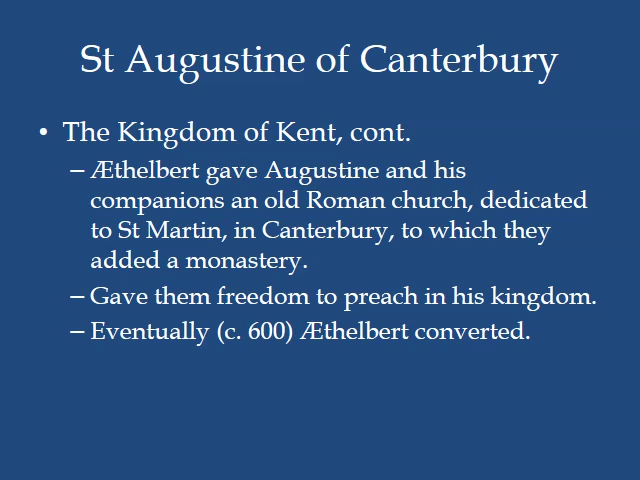 St Augustine of Canterbury
• The Kingdom of Kent, cont.
– Æthelbert gave Augustine and his
companions an old Roman church, dedicated
to St Martin, in Canterbury, to which they
added a monastery.
– Gave them freedom to preach in his kingdom.
– Eventually (c. 600) Æthelbert converted.